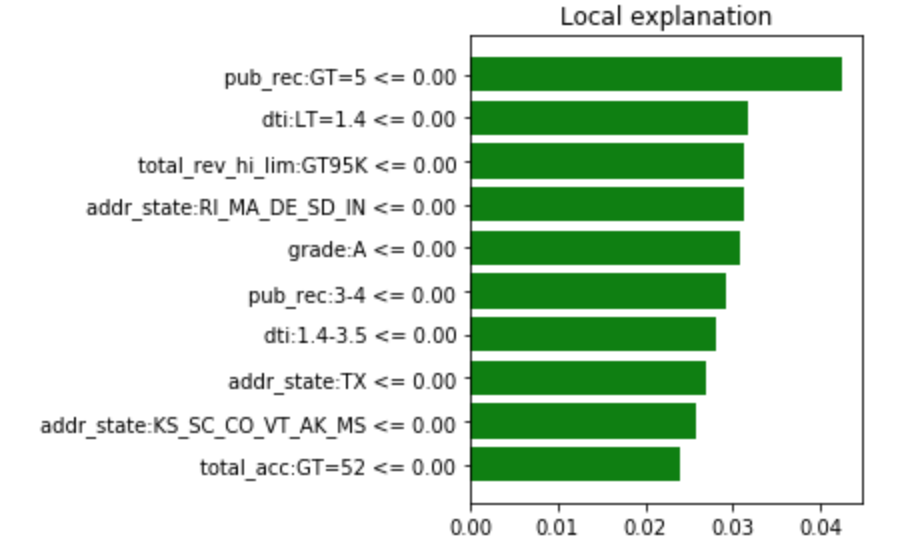 Local explanation
pub_rec:GT=5 <= 0.00
dti:LT=1.4 <= 0.00
total_rev_hi_lim:GT95K <= 0.00
addr_state:RI_MA_DE_SD_IN <= 0.00
grade:A <= 0.00
pub_rec:3-4 <= 0.00
dti:1.4-3.5 <= 0.00
addr_state:TX <= 0.00
addr_state:KS_SC_CO_VT_AK_MS <= 0.00
total_acc:GT=52 <= 0.00
0.00 0.01 0.02 0.03 0.04